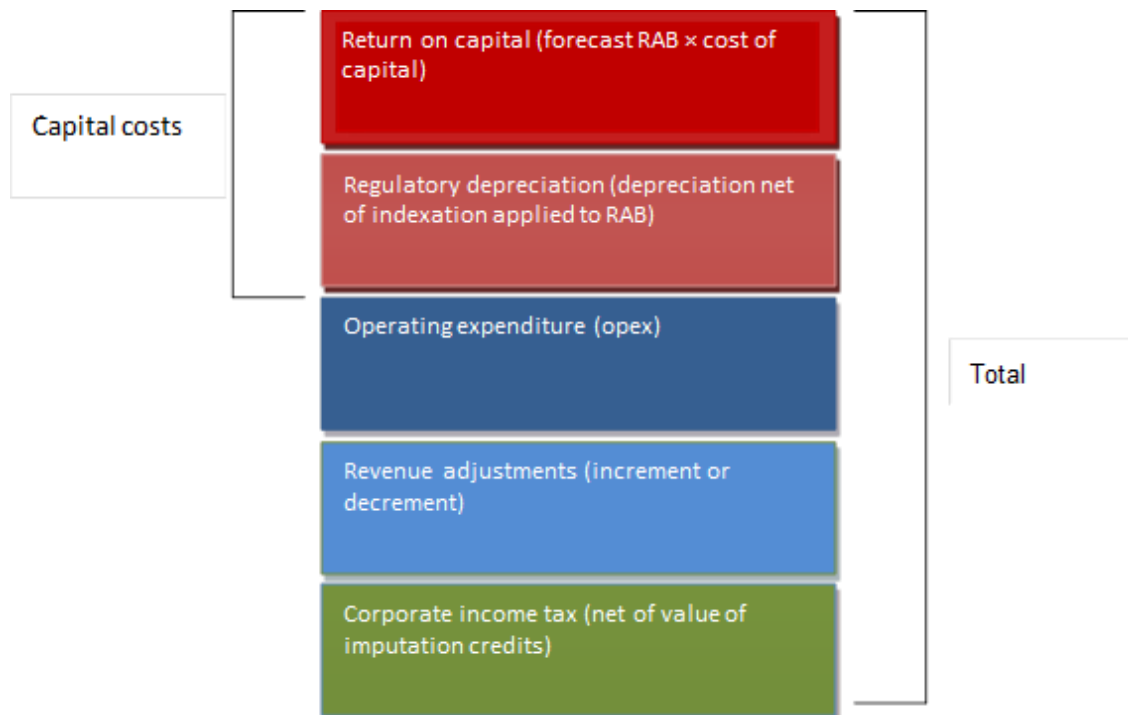 Return on capital (forecast RAB × cost of
capital)
Capital costs
Regulatory depreciation (depreciation net
of indexation applied to RAB)
Operating expenditure (opex)
Total
Revenue adjustments (increment or
decrement)
Corporate income tax (net of value of
imputation credits)